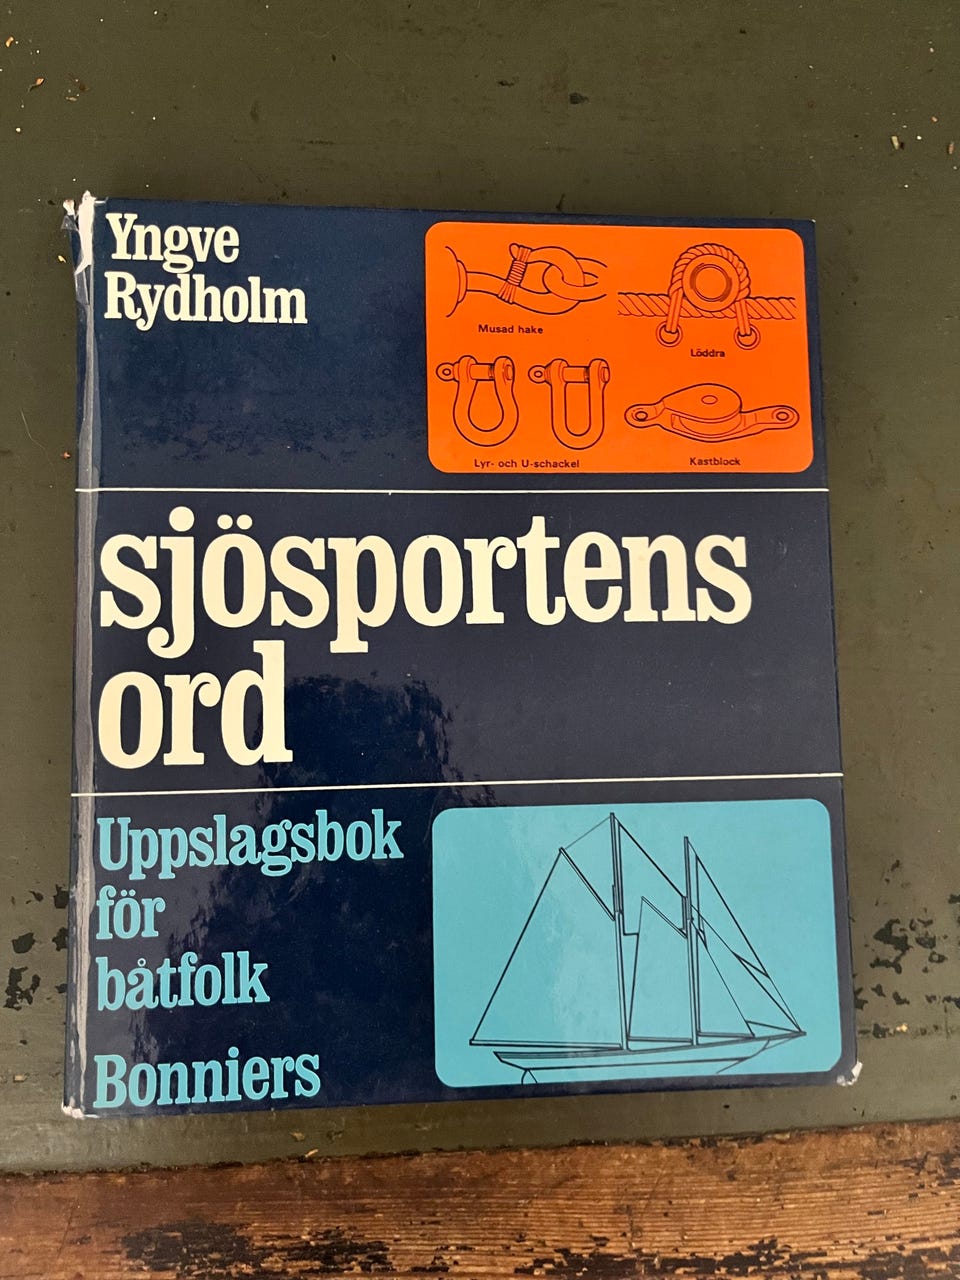 Yngve
Rydholm
Musad hake
Löddra
Lyr- och U-schackel
Kastblock
sjösportens
ord
Uppslagsbok
för
båtfolk
Bonniers